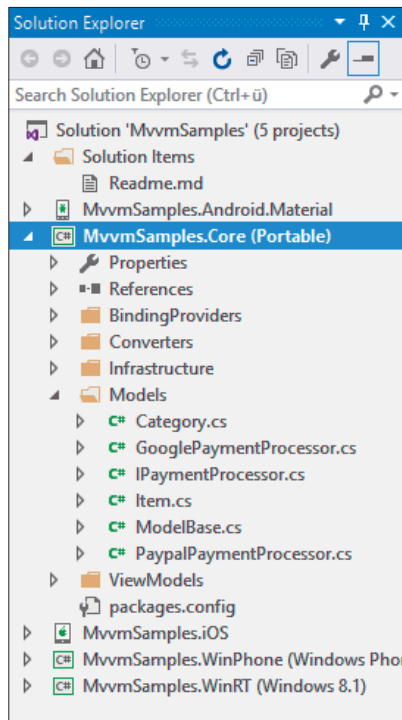 Solution Explorer
Search Solution Explorer (Ctrl+ü)
Solution 'MvvmSamples' (5 projects)
Solution Items
Readme.md
MvvmSamples.Android.Material
C# MvvmSamples.Core (Portable)
Properties
References
BindingProviders
Converters
Infrastructure
Models
C# Category.cs
C# GooglePaymentProcessor.cs
C# IPaymentProcessor.cs
C# Item.cs
C# ModelBase.cs
C# PaypalPaymentProcessor.cs
ViewModels
packages.config
MvvmSamples.iOS
C# MvvmSamples.WinPhone (Windows Pho
C# MvvmSamples.WinRT (Windows 8.1)